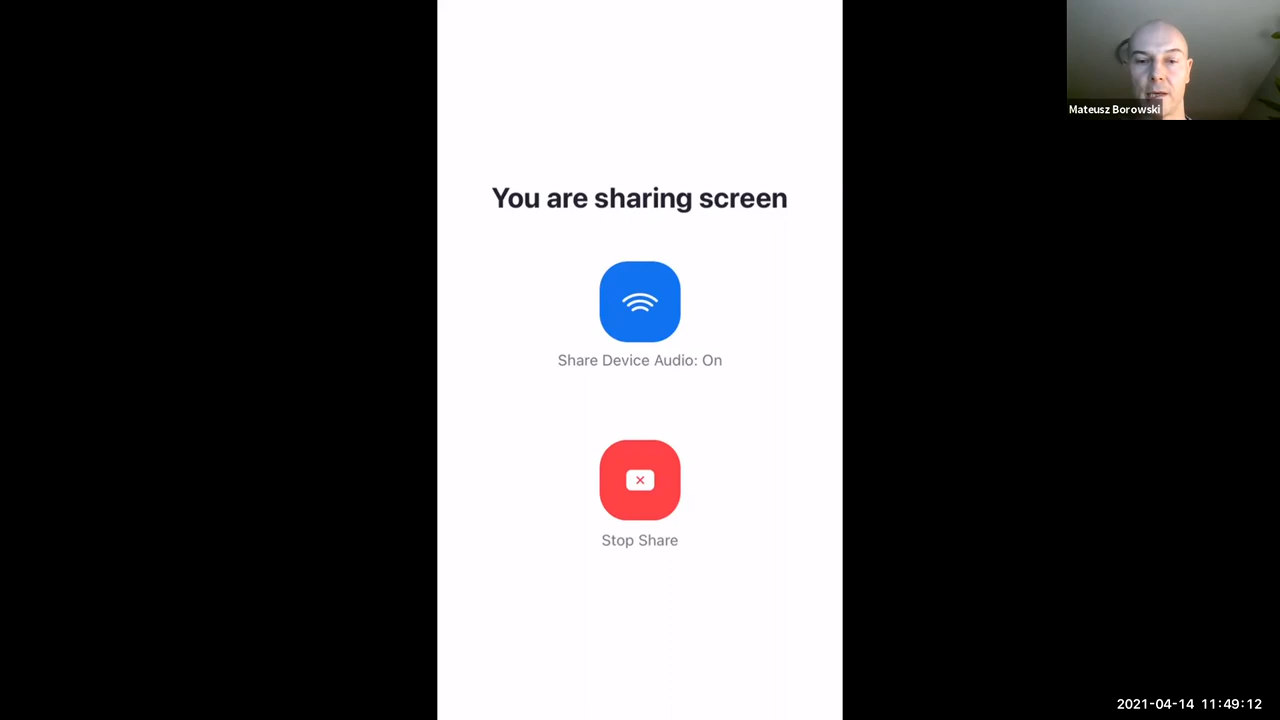 Mateusz Borowski
You are sharing screen
Share Device Audio: On
Stop Share
2021-04-14 11:49:12